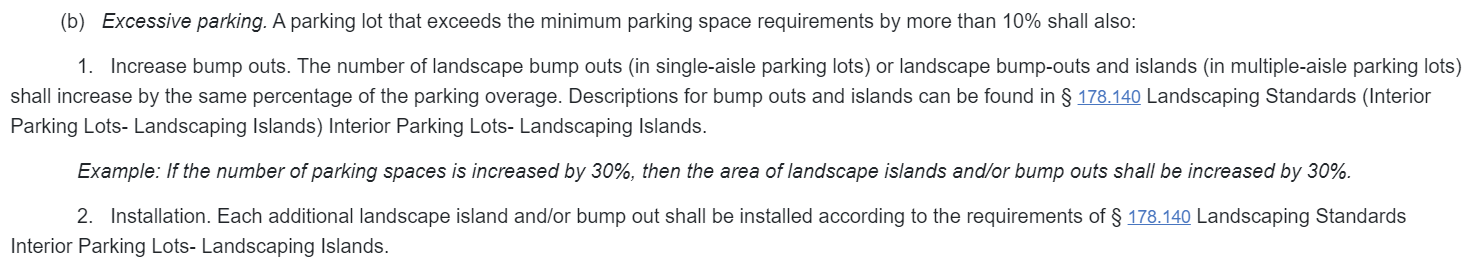 (b) Excessive parking. A parking lot that exceeds the minimum parking space requirements by more than 10% shall also:
1. Increase bump outs. The number of landscape bump outs (in single-aisle parking lots) or landscape bump-outs and islands (in multiple-aisle parking lots)
shall increase by the same percentage of the parking overage. Descriptions for bump outs and islands can be found in § 178.140 Landscaping Standards (Interior
Parking Lots- Landscaping Islands) Interior Parking Lots- Landscaping Islands.
Example: If the number of parking spaces is increased by 30%, then the area of landscape islands and/or bump outs shall be increased by 30%.
2. Installation. Each additional landscape island and/or bump out shall be installed according to the requirements of § 178.140 Landscaping Standards
Interior Parking Lots- Landscaping Islands.